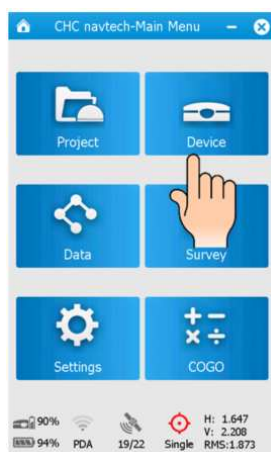 CHC navtech-Main Menu
Project
Device
Data
Survey
Settings
COGO
90%
H: 1.647
V: 2.208
94%
PDA
19/22
Single
RMS:1.873